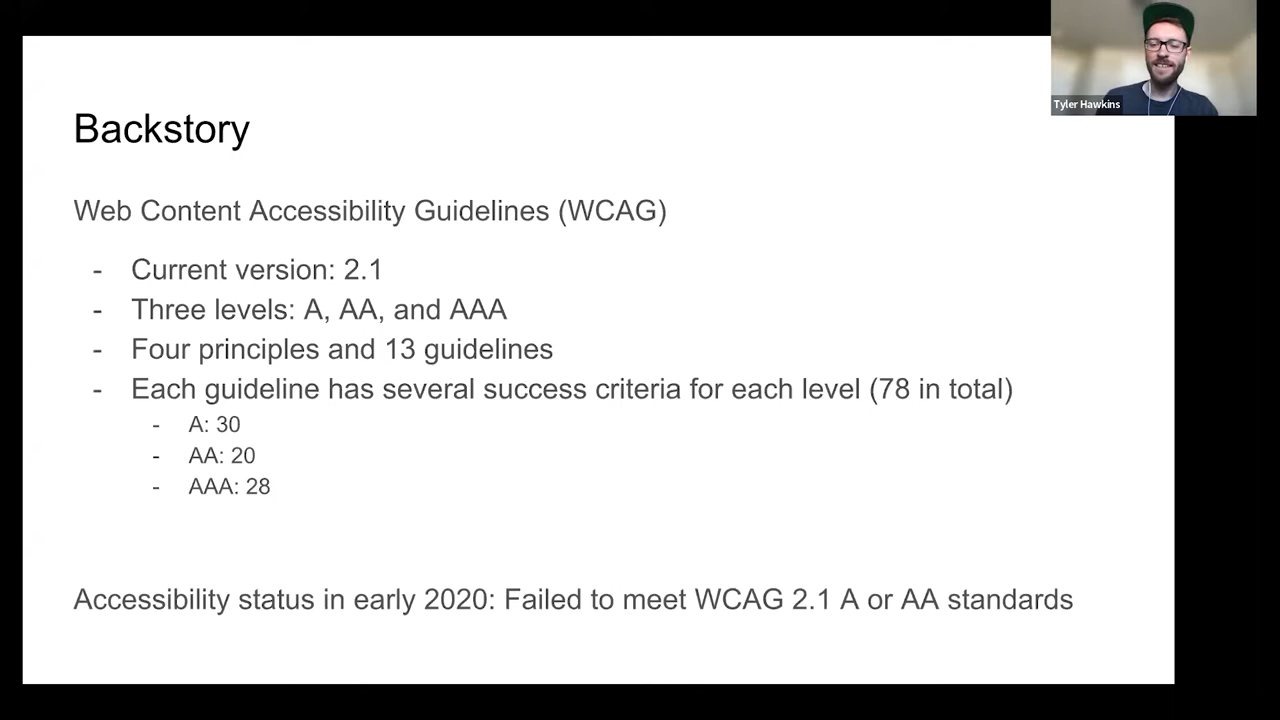 Tyler Hawkins
Backstory
Web Content Accessibility Guidelines (WCAG)
- Current version: 2.1
- Three levels: A, AA, and AAA
- Four principles and 13 guidelines
- Each guideline has several success criteria for each level (78 in total)
- A: 30
- AA: 20
- AAA: 28
Accessibility status in early 2020: Failed to meet WCAG 2.1 A or AA standards